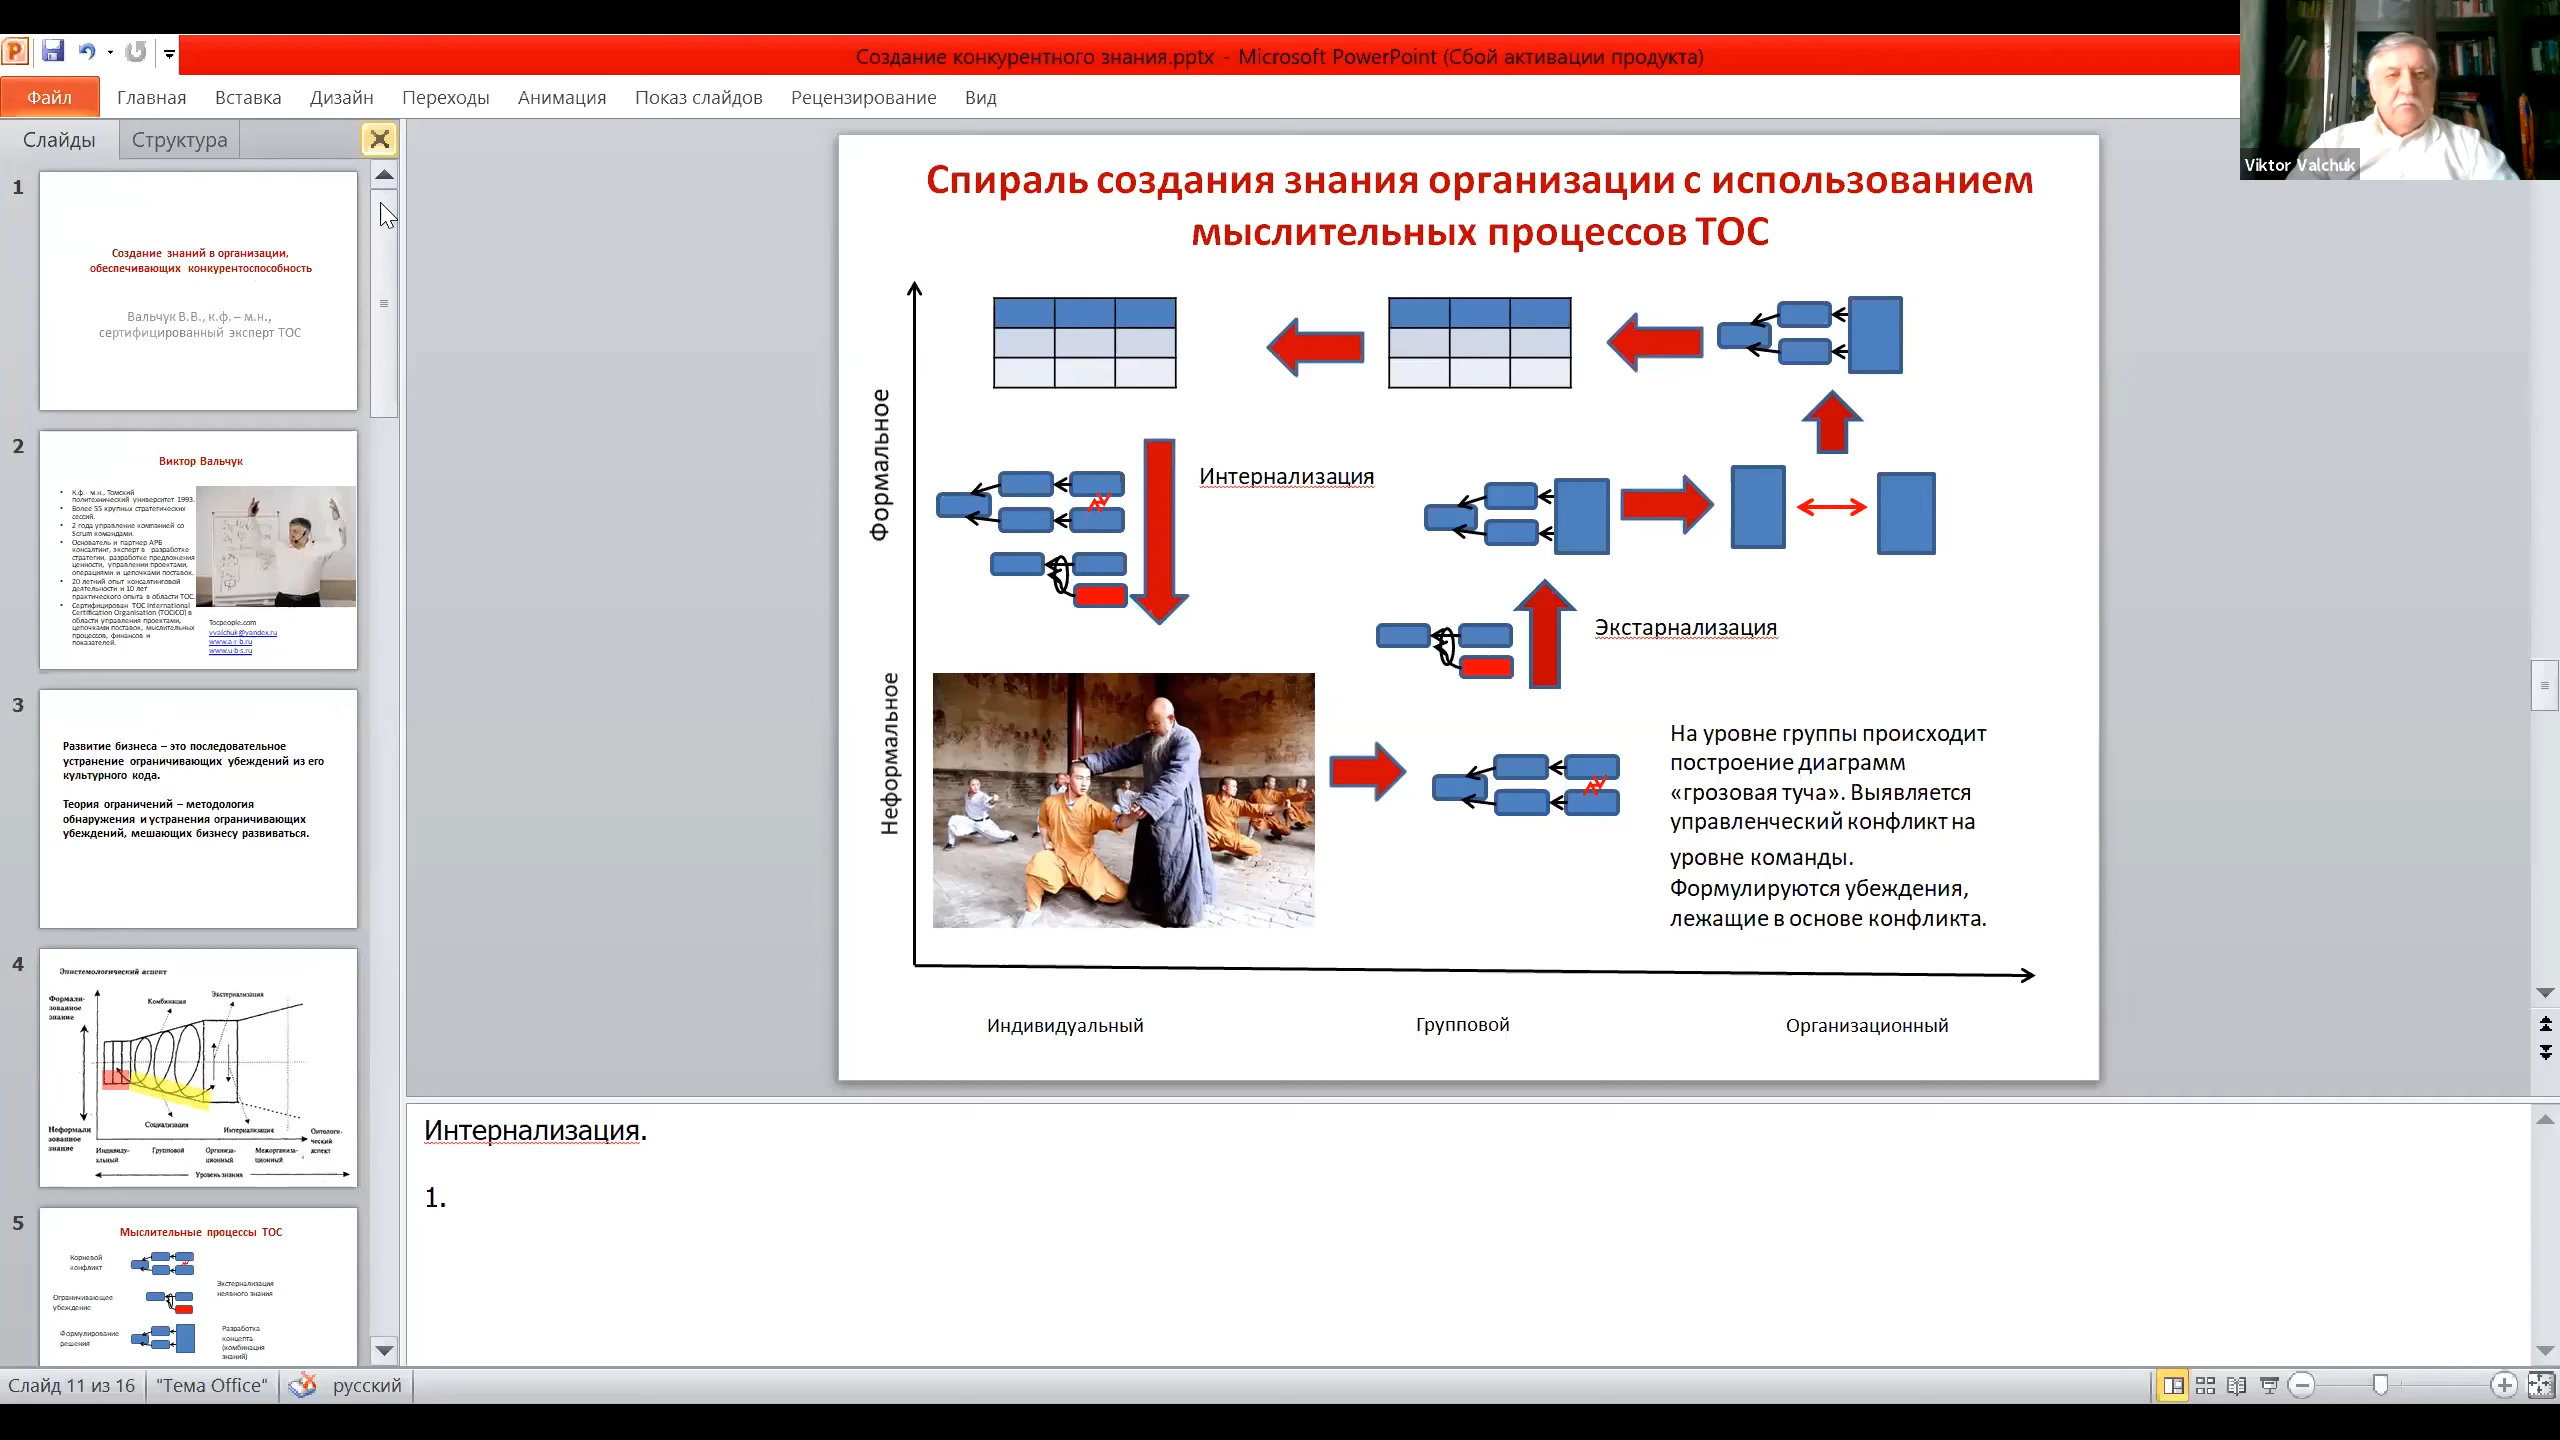 Создание конкурентного знания.pptx - Microsoft PowerPoint (Сбой активации продукта)
Файл
Главная
Вставка
Дизайн
Переходы
Анимация
Показ слайдов
Рецензирование
Вид
Viktor Valchuk
Слайды
Структура
1
Создание знаний в организации,
обеспечивающих конкурентоспособность
Вальчук В.В., к.ф. – м.н.,
сертифицированный эксперт ТОС
2
Виктор Вальчук
• К.ф.- м.н., Томский
политехнический университет 1993.
• Более 55 крупных стратегических
сессий.
• 2 года управление компанией со
Scrum командами.
• Основатель и партнер АРБ
консалтинг, эксперт в разработке
стратегии, разработке предложения
ценности, управлении проектами,
операциями и цепочками поставок.
• 20 летний опыт консалтинговой
деятельности и 10 лет
практического опыта в области ТОС.
• Сертифицирован TOC International
Certification Organisation (TOCICO) в
области управления проектами,
цепочками поставок, мыслительных
процессов, финансов и
показателей.
Tocpeople.com
vvalchuk@yandex.ru
www.a-r-b.ru
www.u-b-s.ru
3
Развитие бизнеса – это последовательное
устранение ограничивающих убеждений из его
культурного кода.
Теория ограничений – методология
обнаружения и устранения ограничивающих
убеждений, мешающих бизнесу развиваться.
4
Эпистемологический аспект
Формали-
зованное
знание
Комбинация
Экстернализация
Неформали
зованное
знание
Социализация
Интернализация
Онтологи-
ческий
аспект
Индивиду-
альный
Групповой
Организа-
ционный
Межорганиза-
ционный
Уровень знания
5
Мыслительные процессы ТОС
Корневой
конфликт
Экстернализация
неявного знания
Ограничивающее
убеждение
Формулирование
решения
Разработка
концепта
(комбинация
знаний)
Спираль создания знания организации с использованием
мыслительных процессов ТОС
Формальное
Неформальное
Интернализация
Экстарнализация
На уровне группы происходит
построение диаграмм
«грозовая туча». Выявляется
управленческий конфликт на
уровне команды.
Формулируются убеждения,
лежащие в основе конфликта.
Индивидуальный
Групповой
Организационный
Интернализация.
1.
Слайд 11 из 16
"Тема Office"
русский